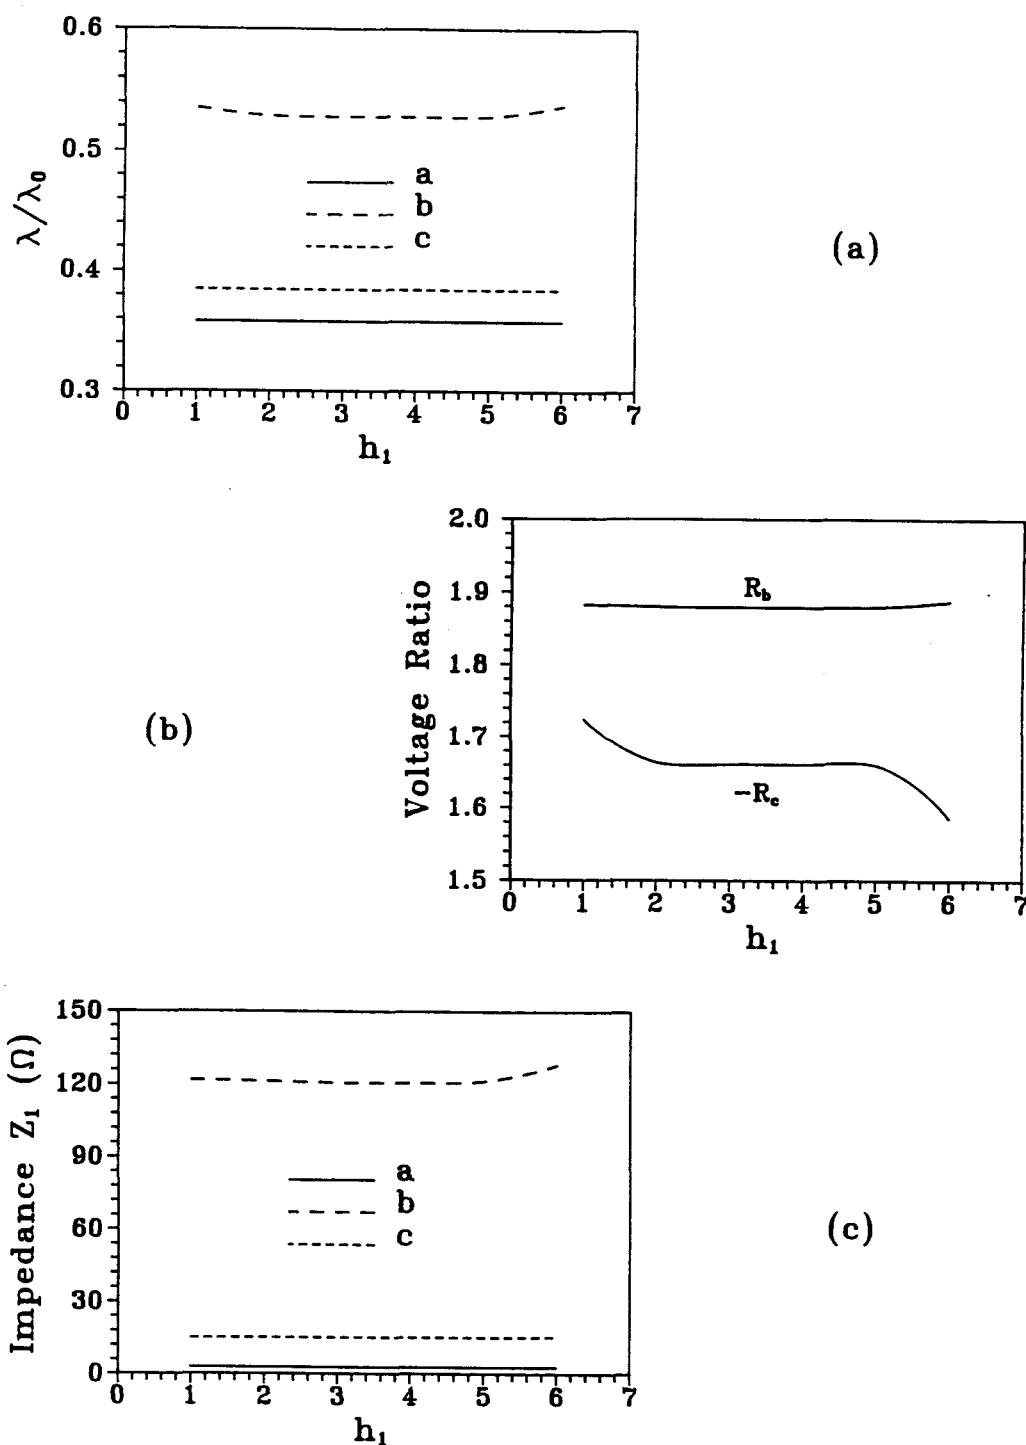 0.6
0.5
0.4
0.3
λ/λ₀
a
b
c
0 1 2 3 4 5 6 7
h₁
(a)
2.0
1.9
1.8
1.7
1.6
1.5
Voltage Ratio
R_b
-R_c
0 1 2 3 4 5 6 7
h₁
(b)
150
120
90
60
30
0
Impedance Z₁ (Ω)
a
b
c
0 1 2 3 4 5 6 7
h₁
(c)